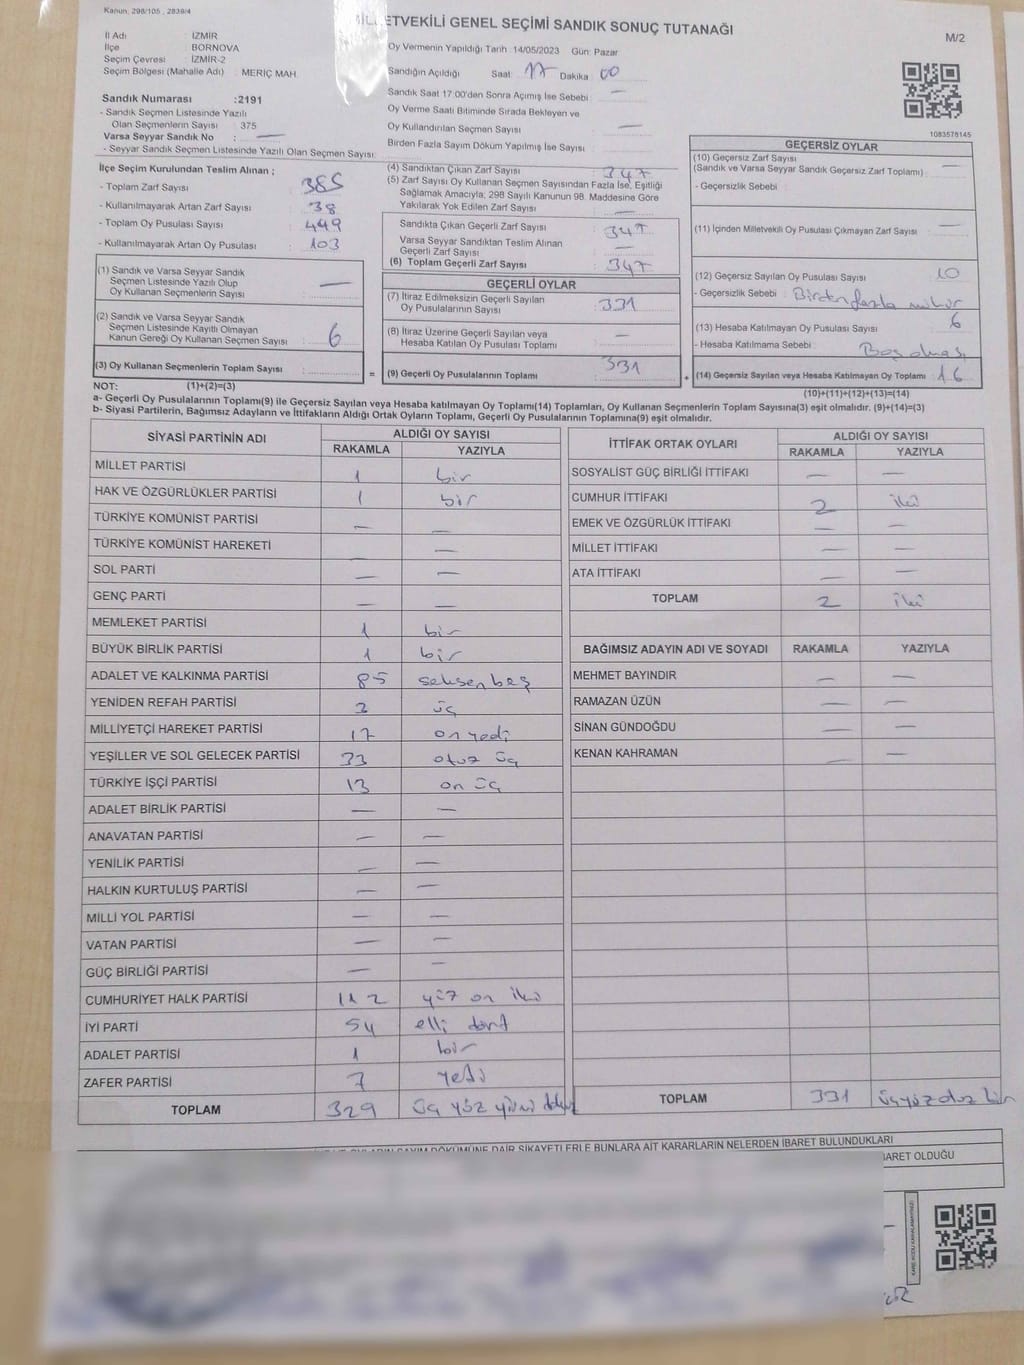 Kanun, 298/105 , 2839/4
MİLLETVEKİLİ GENEL SEÇİMİ SANDIK SONUÇ TUTANAĞI
M/2
İl Adı : İZMİR
İlçe : BORNOVA
Seçim Çevresi : İZMİR-2
Seçim Bölgesi (Mahalle Adı) : MERİÇ MAH.
Sandık Numarası :2191
- Sandık Seçmen Listesinde Yazılı
Olan Seçmenlerin Sayısı : 375
Varsa Seyyar Sandık No : —
- Seyyar Sandık Listesinde Yazılı Olan Seçmen Sayısı:
Oy Vermenin Yapıldığı Tarih :14/05/2023 Gün: Pazar
Sandığın Açıldığı Saat : 17 Dakika : 00
Sandık Saat 17:00'den Sonra Açımış İse Sebebi : —
Oy Verme Saati Bitiminde Sırada Bekleyen ve
Oy Kullandırılan Seçmen Sayısı : —
Birden Fazla Sayım Döküm Yapılmış İse Sayısı :
1083578145
İlçe Seçim Kurulundan Teslim Alınan ;
- Toplam Zarf Sayısı : 385
- Kullanılmayarak Artan Zarf Sayısı : 38
- Toplam Oy Pusulası Sayısı : 449
- Kullanılmayarak Artan Oy Pusulası : 103
(1) Sandık ve Varsa Seyyar Sandık
Seçmen Listesinde Yazılı Olup
Oy Kullanan Seçmenlerin Sayısı : —
(2) Sandık ve Varsa Seyyar Sandık
Seçmen Listesinde Kayıtlı Olmayan
Kanun Gereği Oy Kullanan Seçmen Sayısı : 6
(3) Oy Kullanan Seçmenlerin Toplam Sayısı :
(4) Sandıktan Çıkan Zarf Sayısı : 347
(5) Zarf Sayısı Oy Kullanan Seçmen Sayısından Fazla İse, Eşitliği
Sağlamak Amacıyla; 298 Sayılı Kanunun 98. Maddesine Göre
Yakılarak Yok Edilen Zarf Sayısı : —
Sandıkta Çıkan Geçerli Zarf Sayısı : 347
Varsa Seyyar Sandıktan Teslim Alınan
Geçerli Zarf Sayısı : —
(6) Toplam Geçerli Zarf Sayısı : 347
GEÇERLİ OYLAR
(7) İtiraz Edilmeksizin Geçerli Sayılan
Oy Pusulalarının Sayısı : 331
(8) İtiraz Üzerine Geçerli Sayılan veya
Hesaba Katılan Oy Pusulası Toplamı : —
= (9) Geçerli Oy Pusulalarının Toplamı : 331
GEÇERSİZ OYLAR
(10) Geçersiz Zarf Sayısı
(Sandık ve Varsa Seyyar Sandık Geçersiz Zarf Toplamı) : —
- Geçersizlik Sebebi :
(11) İçinden Milletvekili Oy Pusulası Çıkmayan Zarf Sayısı : —
(12) Geçersiz Sayılan Oy Pusulası Sayısı : 10
- Geçersizlik Sebebi : Birden fazla mühür
(13) Hesaba Katılmayan Oy Pusulası Sayısı : 6
- Hesaba Katılmama Sebebi : Boş olması
+ (14) Geçersiz Sayılan veya Hesaba Katılmayan Oy Toplamı : 16
NOT: (1)+(2)=(3)
(10)+(11)+(12)+(13)=(14)
a- Geçerli Oy Pusulalarının Toplamı(9) ile Geçersiz Sayılan veya Hesaba katılmayan Oy Toplamı(14) Toplamları, Oy Kullanan Seçmenlerin Toplam Sayısına(3) eşit olmalıdır. (9)+(14)=(3)
b- Siyasi Partilerin, Bağımsız Adayların ve İttifakların Aldığı Ortak Oyların Toplamı, Geçerli Oy Pusulalarının Toplamına(9) eşit olmalıdır.
SİYASİ PARTİNİN ADI ALDIĞI OY SAYISI
RAKAMLA YAZIYLA
MİLLET PARTİSİ 1 bir
HAK VE ÖZGÜRLÜKLER PARTİSİ 1 bir
TÜRKİYE KOMÜNİST PARTİSİ — —
TÜRKİYE KOMÜNİST HAREKETİ —
SOL PARTİ — —
GENÇ PARTİ — —
MEMLEKET PARTİSİ 1 bir
BÜYÜK BİRLİK PARTİSİ 1 bir
ADALET VE KALKINMA PARTİSİ 85 seksen beş
YENİDEN REFAH PARTİSİ 3 üç
MİLLİYETÇİ HAREKET PARTİSİ 17 on yedi
YEŞİLLER VE SOL GELECEK PARTİSİ 33 otuz üç
TÜRKİYE İŞÇİ PARTİSİ 13 on üç
ADALET BİRLİK PARTİSİ — —
ANAVATAN PARTİSİ — —
YENİLİK PARTİSİ — —
HALKIN KURTULUŞ PARTİSİ — —
MİLLİ YOL PARTİSİ — —
VATAN PARTİSİ — —
GÜÇ BİRLİĞİ PARTİSİ — —
CUMHURİYET HALK PARTİSİ 112 yüz on iki
İYİ PARTİ 54 elli dört
ADALET PARTİSİ 1 bir
ZAFER PARTİSİ 7 yedi
TOPLAM 329 üç yüz yirmi dokuz
İTTİFAK ORTAK OYLARI ALDIĞI OY SAYISI
RAKAMLA YAZIYLA
SOSYALİST GÜÇ BİRLİĞİ İTTİFAKI — —
CUMHUR İTTİFAKI 2 iki
EMEK VE ÖZGÜRLÜK İTTİFAKI — —
MİLLET İTTİFAKI — —
ATA İTTİFAKI — —
TOPLAM 2 iki
BAĞIMSIZ ADAYIN ADI VE SOYADI RAKAMLA YAZIYLA
MEHMET BAYINDIR — —
RAMAZAN ÜZÜN — —
SİNAN GÜNDOĞDU — —
KENAN KAHRAMAN — —
TOPLAM 331 üçyüzotuz bir
SAYIM DÖKÜMÜNE DAİR ŞİKAYETLERLE BUNLARA AİT KARARLARIN NELERDEN İBARET BULUNDUKLARI
İBARET OLDUĞU